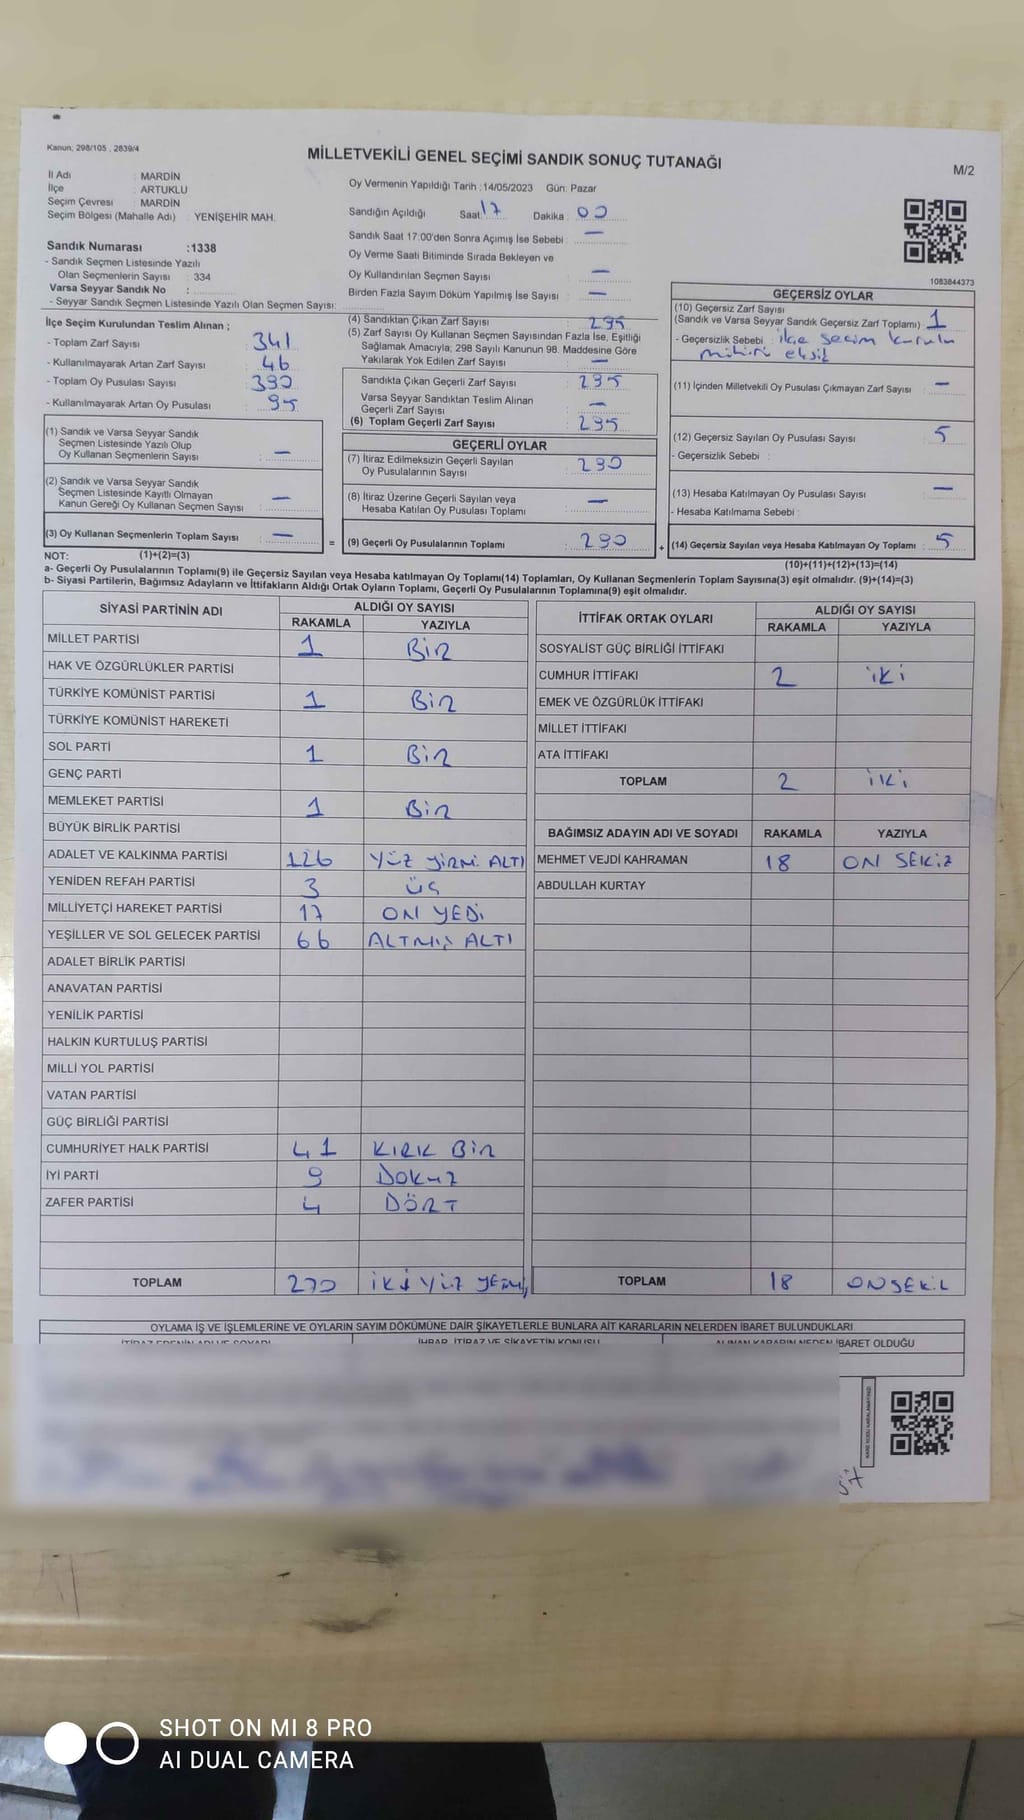 Kanun; 298/105 , 2839/4
MİLLETVEKİLİ GENEL SEÇİMİ SANDIK SONUÇ TUTANAĞI
M/2
İl Adı : MARDİN
İlçe : ARTUKLU
Seçim Çevresi : MARDİN
Seçim Bölgesi (Mahalle Adı) : YENİŞEHİR MAH.
Sandık Numarası :1338
- Sandık Seçmen Listesinde Yazılı
Olan Seçmenlerin Sayısı : 334
Varsa Seyyar Sandık No :
- Seyyar Sandık Seçmen Listesinde Yazılı Olan Seçmen Sayısı:
Oy Vermenin Yapıldığı Tarih :14/05/2023 Gün: Pazar
Sandığın Açıldığı Saat: 17 Dakika : 00
Sandık Saat 17:00'den Sonra Açımış İse Sebebi : —
Oy Verme Saati Bitiminde Sırada Bekleyen ve
Oy Kullandırılan Seçmen Sayısı : —
Birden Fazla Sayım Döküm Yapılmış İse Sayısı : —
1083844373
İlçe Seçim Kurulundan Teslim Alınan ;
- Toplam Zarf Sayısı : 341
- Kullanılmayarak Artan Zarf Sayısı : 46
- Toplam Oy Pusulası Sayısı : 390
- Kullanılmayarak Artan Oy Pusulası : 95
(1) Sandık ve Varsa Seyyar Sandık
Seçmen Listesinde Yazılı Olup
Oy Kullanan Seçmenlerin Sayısı : —
(2) Sandık ve Varsa Seyyar Sandık
Seçmen Listesinde Kayıtlı Olmayan
Kanun Gereği Oy Kullanan Seçmen Sayısı : —
(3) Oy Kullanan Seçmenlerin Toplam Sayısı : —
(4) Sandıktan Çıkan Zarf Sayısı : 295
(5) Zarf Sayısı Oy Kullanan Seçmen Sayısından Fazla İse, Eşitliği
Sağlamak Amacıyla, 298 Sayılı Kanunun 98. Maddesine Göre
Yakılarak Yok Edilen Zarf Sayısı : —
Sandıkta Çıkan Geçerli Zarf Sayısı : 295
Varsa Seyyar Sandıktan Teslim Alınan
Geçerli Zarf Sayısı : —
(6) Toplam Geçerli Zarf Sayısı : 295
GEÇERLİ OYLAR
(7) İtiraz Edilmeksizin Geçerli Sayılan
Oy Pusulalarının Sayısı : 290
(8) İtiraz Üzerine Geçerli Sayılan veya
Hesaba Katılan Oy Pusulası Toplamı : —
= (9) Geçerli Oy Pusulalarının Toplamı : 290
GEÇERSİZ OYLAR
(10) Geçersiz Zarf Sayısı
(Sandık ve Varsa Seyyar Sandık Geçersiz Zarf Toplamı) : 1
- Geçersizlik Sebebi : ilçe seçim kurulu
mührü eksik
(11) İçinden Milletvekili Oy Pusulası Çıkmayan Zarf Sayısı : —
(12) Geçersiz Sayılan Oy Pusulası Sayısı : 5
- Geçersizlik Sebebi :
(13) Hesaba Katılmayan Oy Pusulası Sayısı : —
- Hesaba Katılmama Sebebi :
+ (14) Geçersiz Sayılan veya Hesaba Katılmayan Oy Toplamı : 5
NOT: (1)+(2)=(3)
(10)+(11)+(12)+(13)=(14)
a- Geçerli Oy Pusulalarının Toplamı(9) ile Geçersiz Sayılan veya Hesaba katılmayan Oy Toplamı(14) Toplamları, Oy Kullanan Seçmenlerin Toplam Sayısına(3) eşit olmalıdır. (9)+(14)=(3)
b- Siyasi Partilerin, Bağımsız Adayların ve İttifakların Aldığı Ortak Oyların Toplamı, Geçerli Oy Pusulalarının Toplamına(9) eşit olmalıdır.
SİYASİ PARTİNİN ADI ALDIĞI OY SAYISI
RAKAMLA YAZIYLA
MİLLET PARTİSİ 1 BİR
HAK VE ÖZGÜRLÜKLER PARTİSİ
TÜRKİYE KOMÜNİST PARTİSİ 1 BİR
TÜRKİYE KOMÜNİST HAREKETİ
SOL PARTİ 1 BİR
GENÇ PARTİ
MEMLEKET PARTİSİ 1 BİR
BÜYÜK BİRLİK PARTİSİ
ADALET VE KALKINMA PARTİSİ 126 YÜZ YİRMİ ALTI
YENİDEN REFAH PARTİSİ 3 ÜÇ
MİLLİYETÇİ HAREKET PARTİSİ 17 ON YEDİ
YEŞİLLER VE SOL GELECEK PARTİSİ 66 ALTMIŞ ALTI
ADALET BİRLİK PARTİSİ
ANAVATAN PARTİSİ
YENİLİK PARTİSİ
HALKIN KURTULUŞ PARTİSİ
MİLLİ YOL PARTİSİ
VATAN PARTİSİ
GÜÇ BİRLİĞİ PARTİSİ
CUMHURİYET HALK PARTİSİ 41 KIRK BİR
İYİ PARTİ 9 DOKUZ
ZAFER PARTİSİ 4 DÖRT
TOPLAM 270 İKİ YÜZ
İTTİFAK ORTAK OYLARI ALDIĞI OY SAYISI
RAKAMLA YAZIYLA
SOSYALİST GÜÇ BİRLİĞİ İTTİFAKI
CUMHUR İTTİFAKI 2 İKİ
EMEK VE ÖZGÜRLÜK İTTİFAKI
MİLLET İTTİFAKI
ATA İTTİFAKI
TOPLAM 2 İKİ
BAĞIMSIZ ADAYIN ADI VE SOYADI RAKAMLA YAZIYLA
MEHMET VEJDİ KAHRAMAN 18 ON SEKİZ
ABDULLAH KURTAY
TOPLAM 18 ONSEKİZ
OYLAMA İŞ VE İŞLEMLERİNE VE OYLARIN SAYIM DÖKÜMÜNE DAİR ŞİKAYETLERLE BUNLARA AİT KARARLARIN NELERDEN İBARET BULUNDUKLARI
İTİRAZ EDENİN ADI VE SOYADI İHBAR, İTİRAZ VE ŞİKAYETİN KONUSU ALINAN KARARIN NEDEN İBARET OLDUĞU
SHOT ON MI 8 PRO
AI DUAL CAMERA